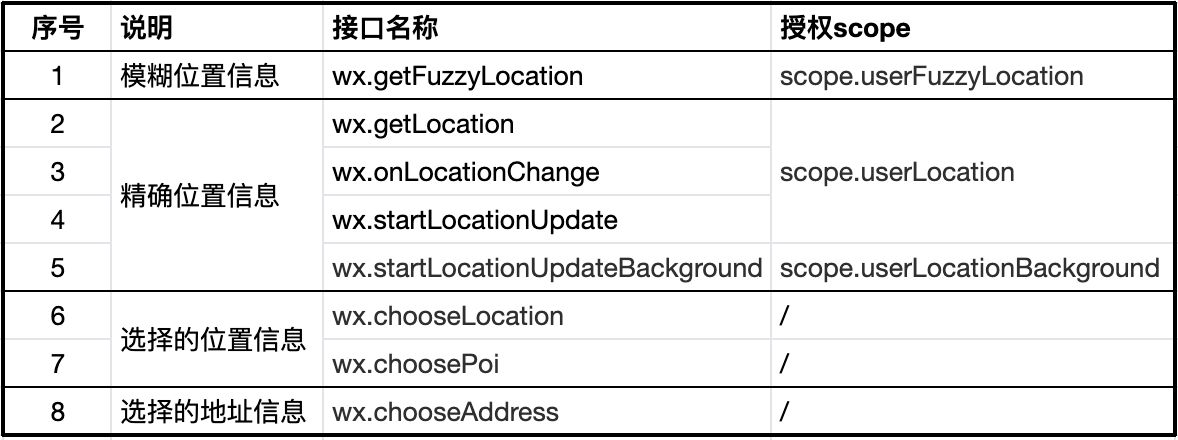 序号 说明 接口名称 授权scope
1 模糊位置信息 wx.getFuzzyLocation scope.userFuzzyLocation
2 wx.getLocation
3 wx.onLocationChange scope.userLocation
精确位置信息
4 wx.startLocationUpdate
5 wx.startLocationUpdateBackground scope.userLocationBackground
6 wx.chooseLocation /
选择的位置信息
7 wx.choosePoi /
8 选择的地址信息 wx.chooseAddress /